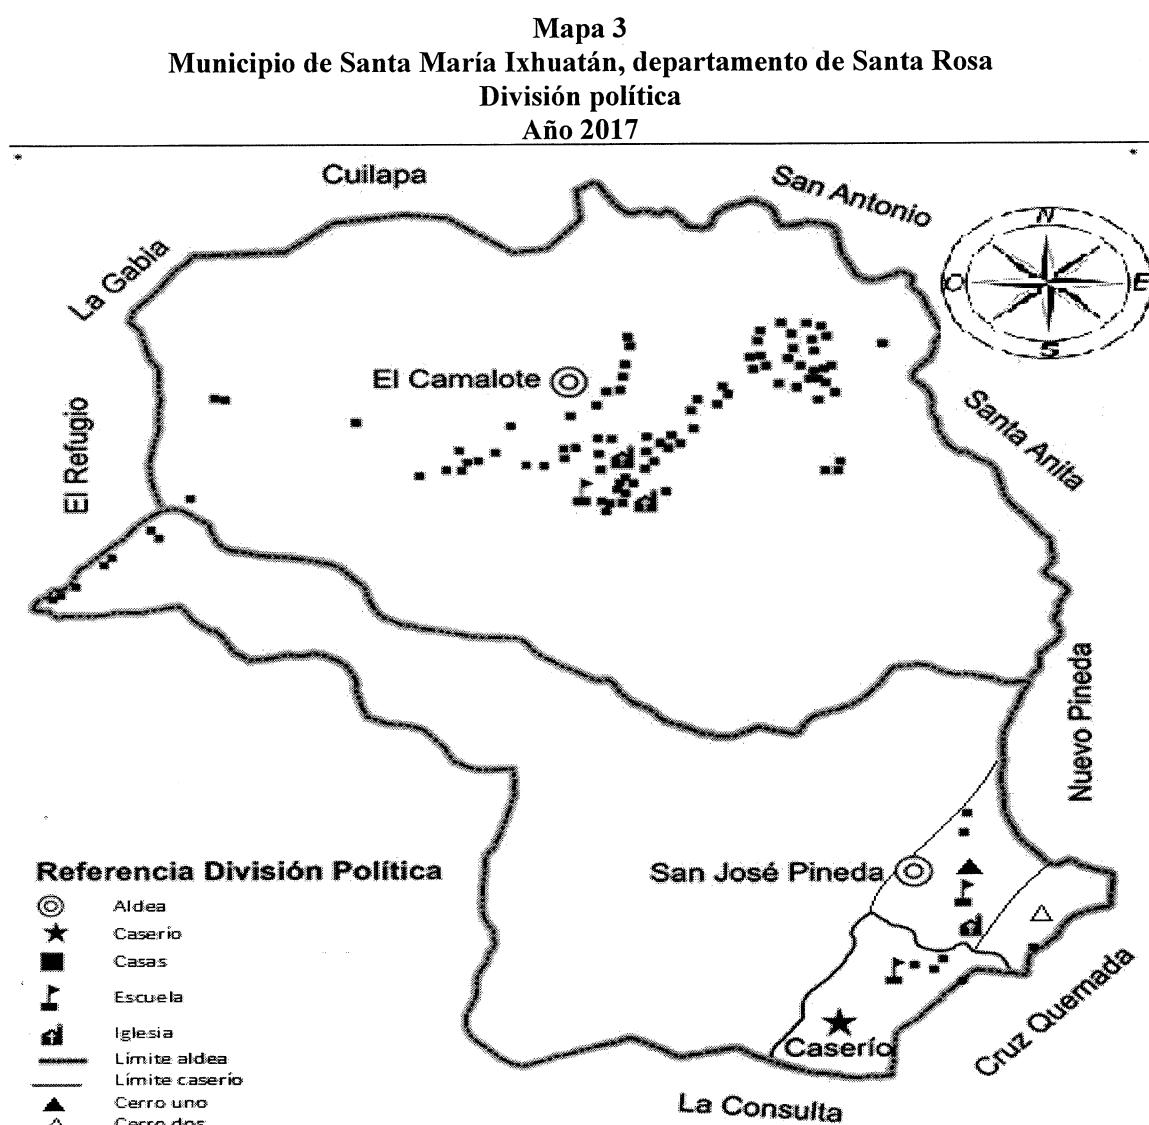 Mapa 3
Municipio de Santa María Ixhuatán, departamento de Santa Rosa
División política
Año 2017
Cuilapa
San Antonio
La Gabia
N
O
E
S
El Camalote
El Refugio
Santa Anita
Nuevo Pineda
San José Pineda
Referencia División Política
Aldea
Caserío
Casas
Escuela
Iglesia
Límite aldea
Límite caserío
Cerro uno
Cerro dos
Caserío
Cruz Quemada
La Consulta